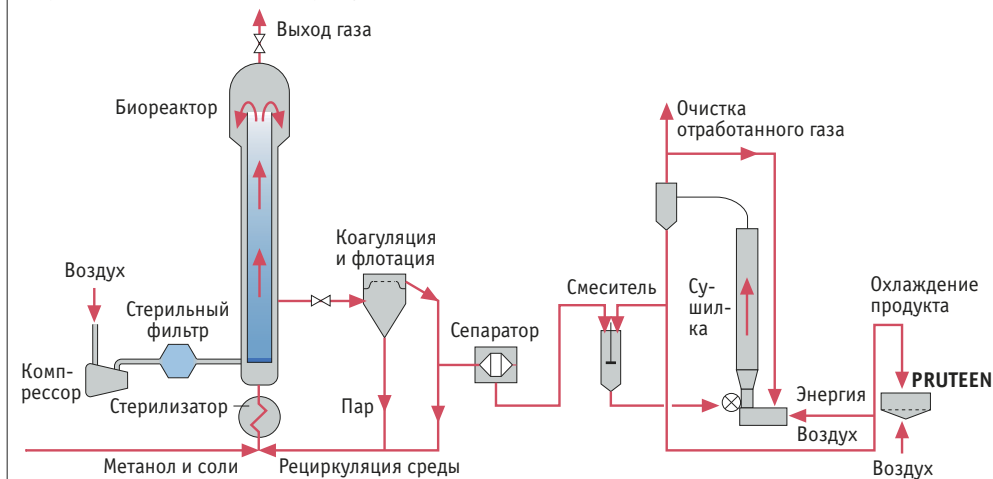 Выход газа
Биореактор
Очистка
отработанного газа
Коагуляция
и флотация
Воздух
Стерильный
фильтр
Смеситель
Су-
шил-
ка
Охлаждение
продукта
Сепаратор
Комп-
рессор
Стерилизатор
Пар
Энергия
PRUTEEN
Воздух
Метанол и соли
Рециркуляция среды
Воздух